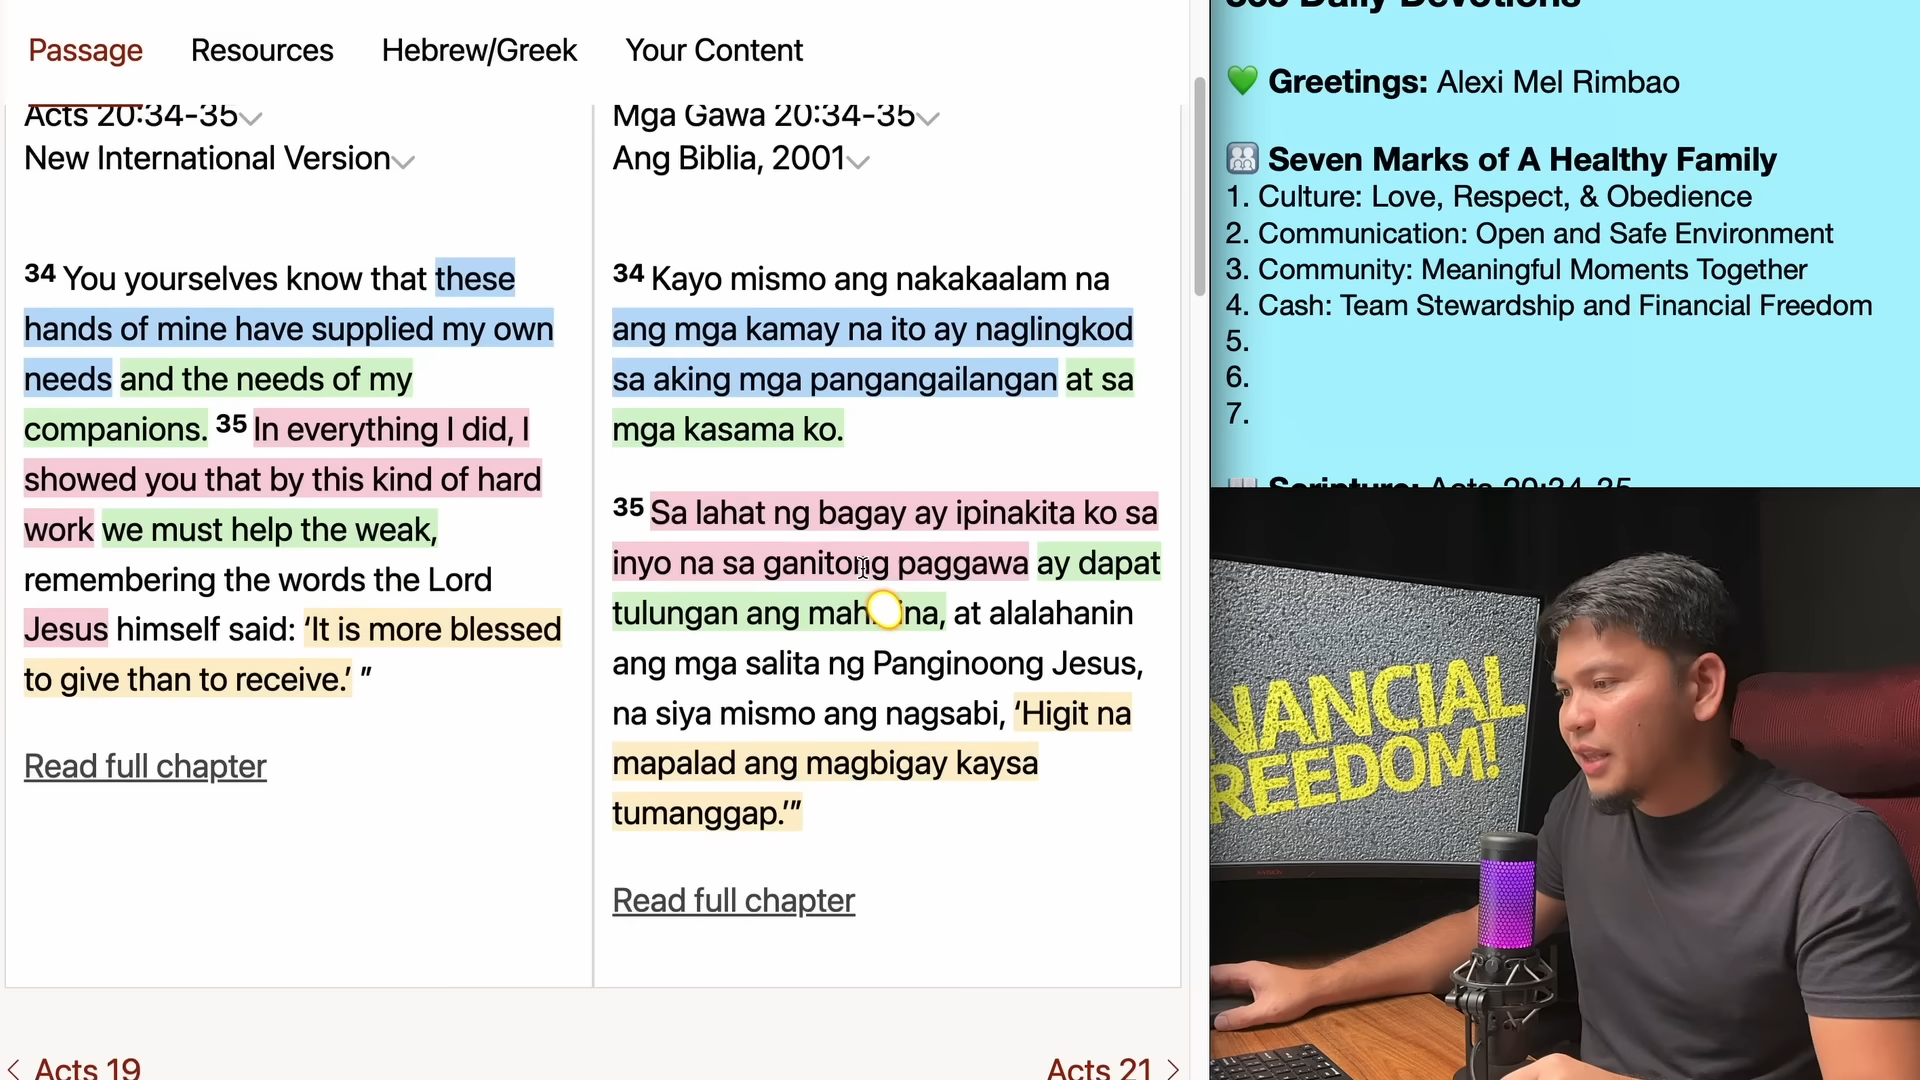 Passage Resources Hebrew/Greek Your Content
Acts 20:34-35
New International Version
34 You yourselves know that these
hands of mine have supplied my own
needs and the needs of my
companions. 35 In everything I did, I
showed you that by this kind of hard
work we must help the weak,
remembering the words the Lord
Jesus himself said: ‘It is more blessed
to give than to receive.’ ”
Read full chapter
Mga Gawa 20:34-35
Ang Biblia, 2001
34 Kayo mismo ang nakakaalam na
ang mga kamay na ito ay naglingkod
sa aking mga pangangailangan at sa
mga kasama ko.
35 Sa lahat ng bagay ay ipinakita ko sa
inyo na sa ganitong paggawa ay dapat
tulungan ang mahihina, at alalahanin
ang mga salita ng Panginoong Jesus,
na siya mismo ang nagsabi, ‘Higit na
mapalad ang magbigay kaysa
tumanggap.’”
Read full chapter
Acts 19
Acts 21
365 Daily Devotions
💚 Greetings: Alexi Mel Rimbao
Seven Marks of A Healthy Family
1. Culture: Love, Respect, & Obedience
2. Communication: Open and Safe Environment
3. Community: Meaningful Moments Together
4. Cash: Team Stewardship and Financial Freedom
5.
6.
7.
Scripture: Acts 20:34-35
NANCIAL
REEDOM!